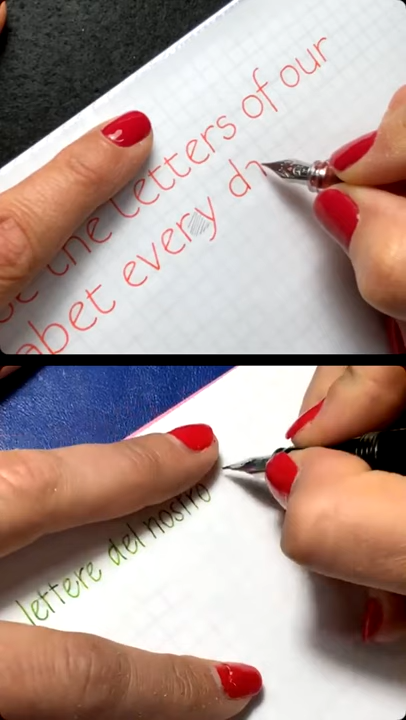 the letters of our
abet every d
lettere del nostro